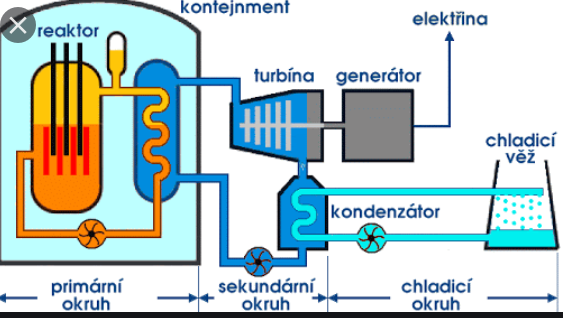 kontejnment
reaktor
elektřina
turbína
generátor
chladicí
věž
kondenzátor
primární
okruh
sekundární
okruh
chladicí
okruh